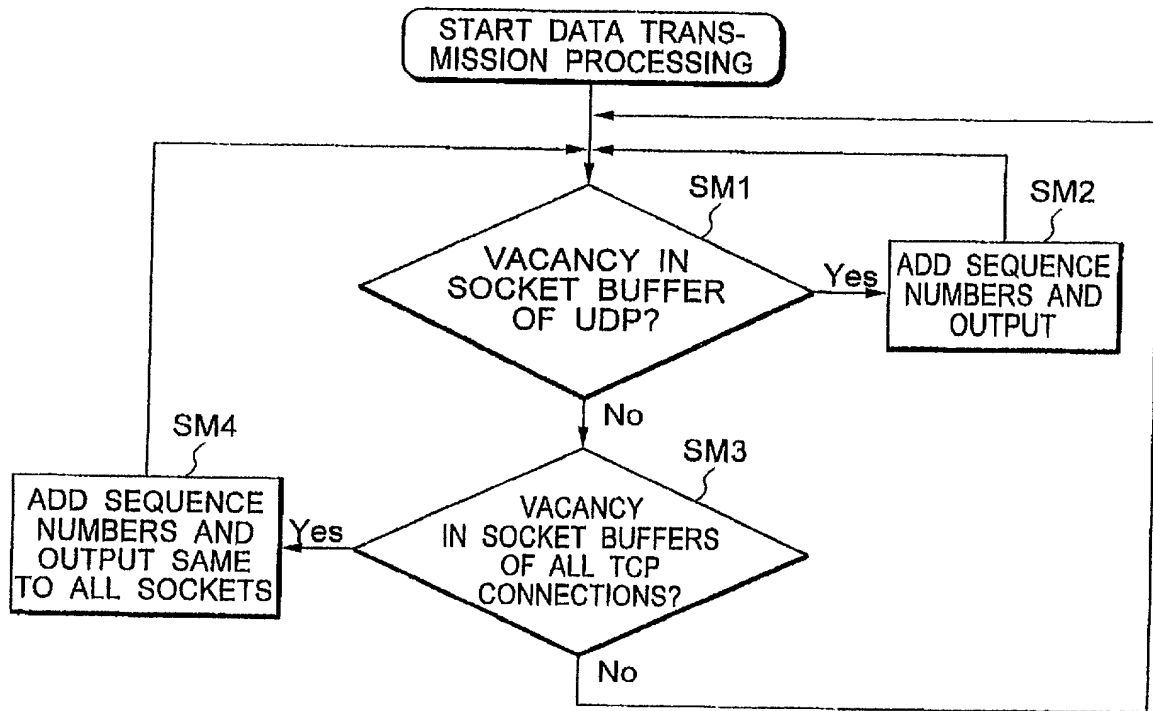 START DATA TRANS-
MISSION PROCESSING
SM1
SM2
VACANCY IN
SOCKET BUFFER
OF UDP?
Yes
ADD SEQUENCE
NUMBERS AND
OUTPUT
No
SM4
SM3
ADD SEQUENCE
NUMBERS AND
OUTPUT SAME
TO ALL SOCKETS
Yes
VACANCY
IN SOCKET BUFFERS
OF ALL TCP
CONNECTIONS?
No